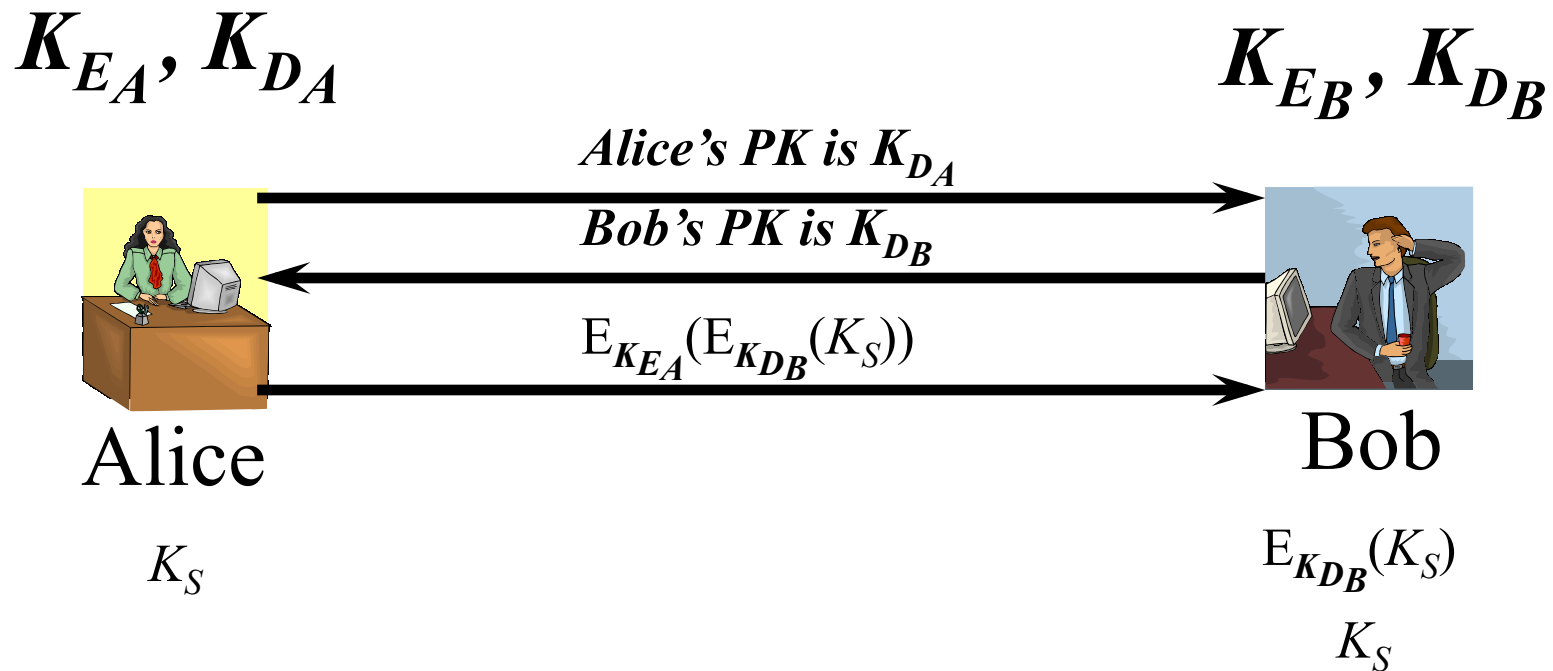 K_{E_A}, K_{D_A}
K_{E_B}, K_{D_B}
Alice’s PK is K_{D_A}
Bob’s PK is K_{D_B}
E_{K_{E_A}}(E_{K_{D_B}}(K_S))
Alice
Bob
K_S
E_{K_{D_B}}(K_S)
K_S